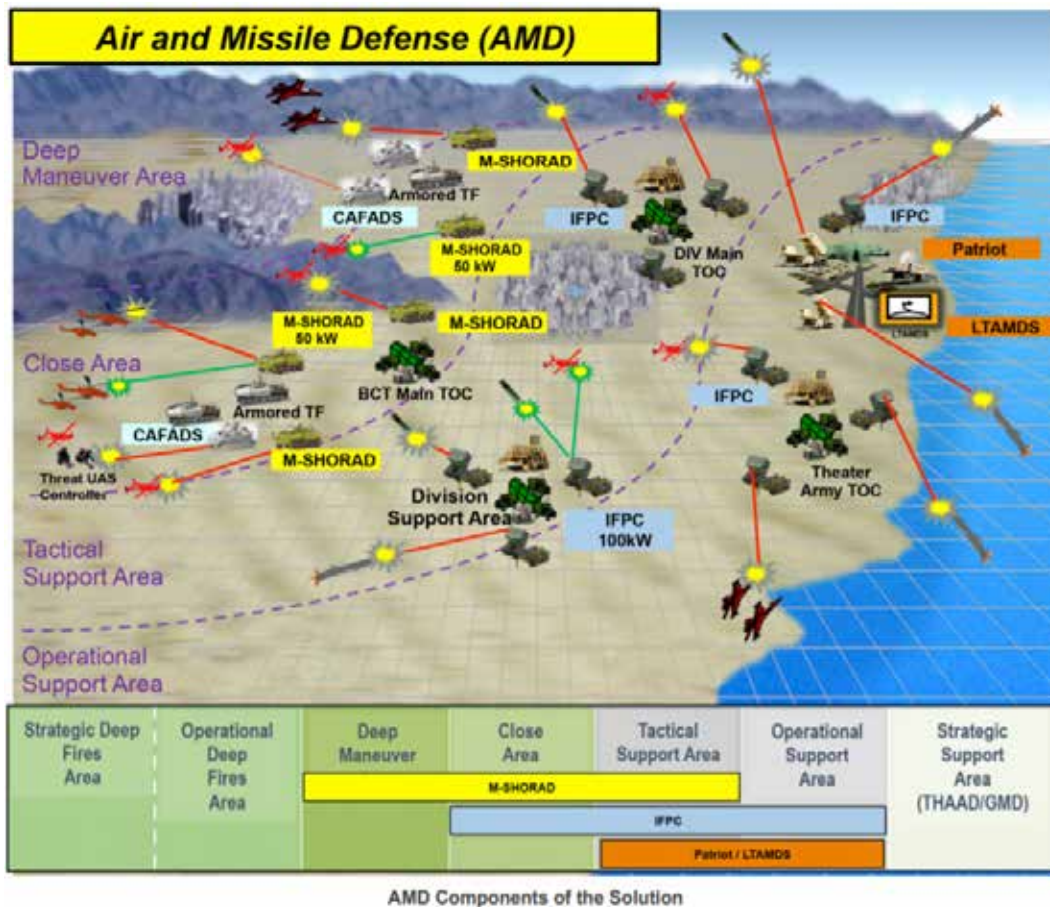 Air and Missile Defense (AMD)
Deep
Maneuver Area
M-SHORAD
Armored TF
CAFADS
IFPC
IFPC
M-SHORAD
50 kW
DIV Main
TOC
Patriot
LTAMDS
LTAMDS
M-SHORAD
50 kW
M-SHORAD
Close Area
BCT Main TOC
IFPC
Armored TF
CAFADS
M-SHORAD
Threat UAS
Controller
Theater
Army TOC
Division
Support Area
IFPC
100kW
Tactical
Support Area
Operational
Support Area
Strategic Deep
Fires
Area
Operational
Deep
Fires
Area
Deep
Maneuver
Close
Area
Tactical
Support Area
Operational
Support
Area
Strategic
Support
Area
(THAAD/GMD)
M-SHORAD
IFPC
Patriot / LTAMDS
AMD Components of the Solution